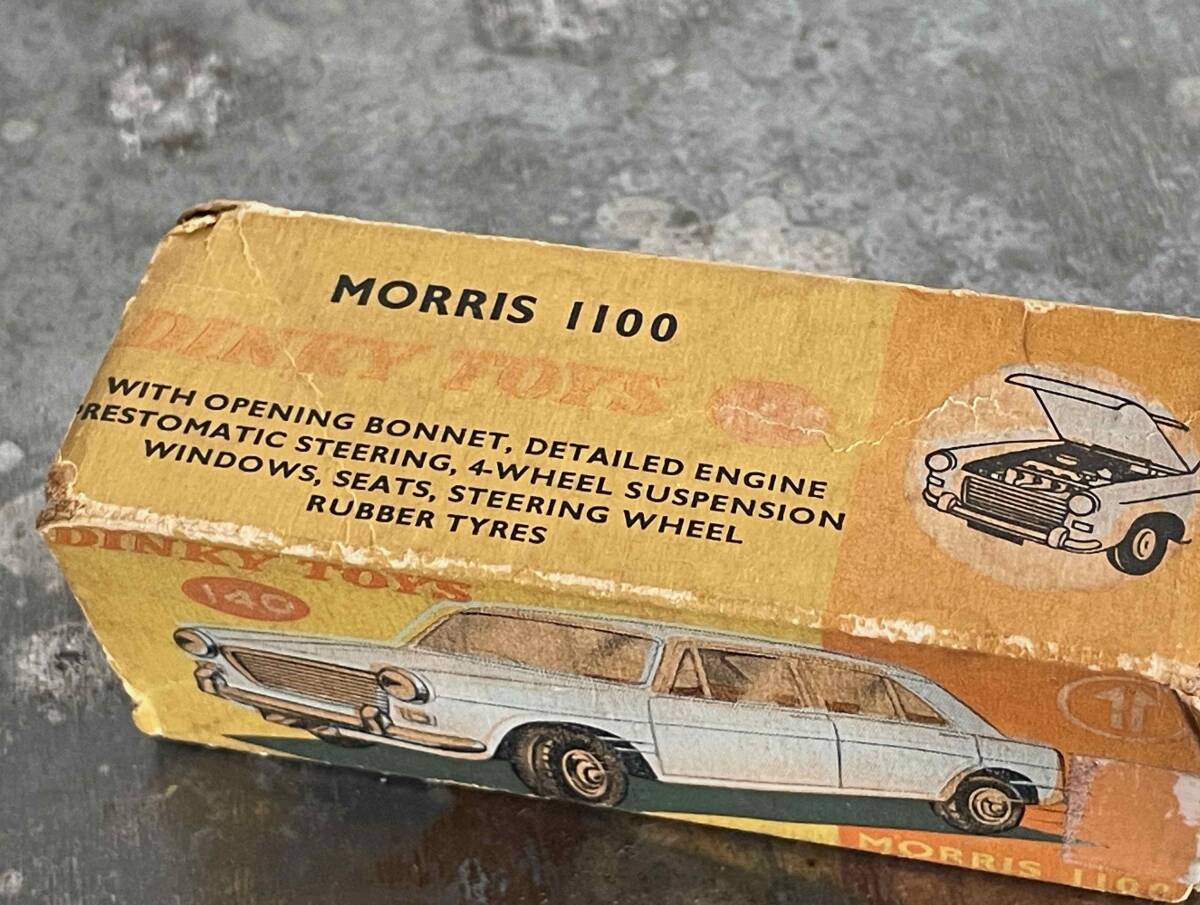 MORRIS 1100
DINKY TOYS
WITH OPENING BONNET, DETAILED ENGINE
PRESTOMATIC STEERING, 4-WHEEL SUSPENSION
WINDOWS, SEATS, STEERING WHEEL
RUBBER TYRES
DINKY TOYS
140
MORRIS 1100